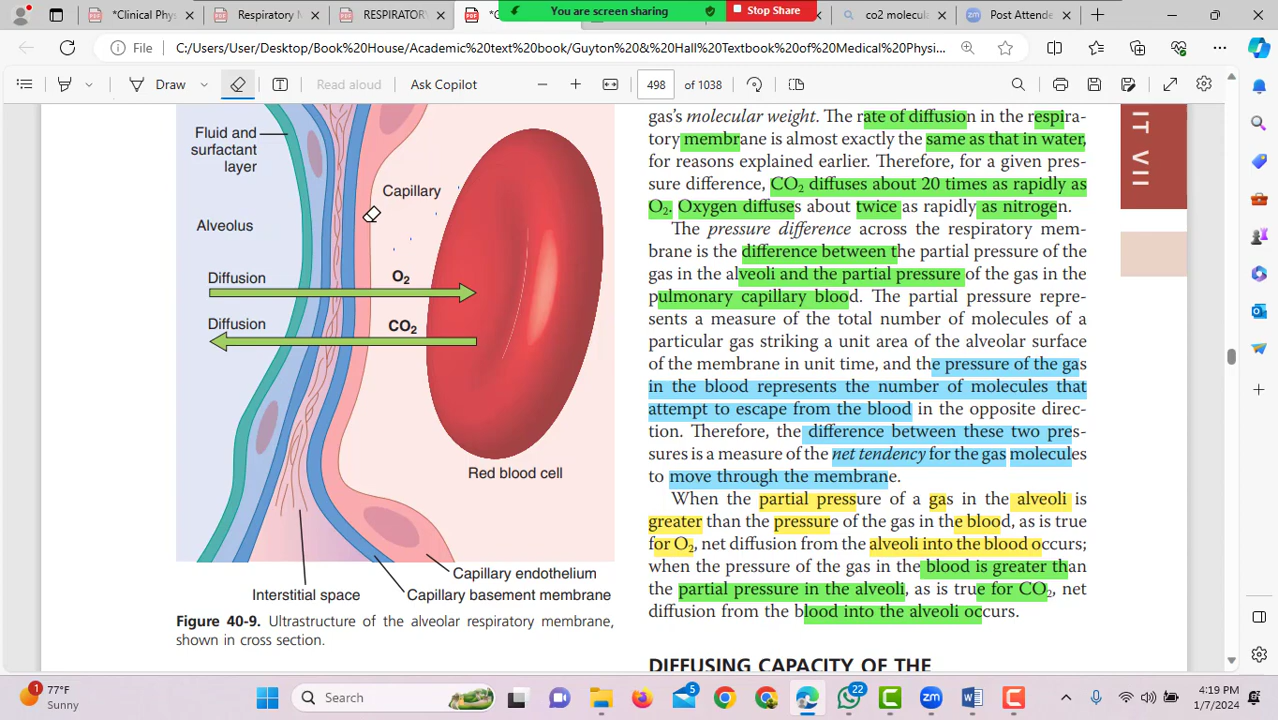 "Clinical Phys
Respiratory M
RESPIRATORY
You are screen sharing
Stop Share
co2 molecula
Post Attende
File
C:/Users/User/Desktop/Book%20House/Academic%20text%20book/Guyton%20&%20Hall%20Textbook%20of%20Medical%20Physi...
Draw
Read aloud
Ask Copilot
498 of 1038
Fluid and
surfactant
layer
Alveolus
Capillary
Diffusion
O2
Diffusion
CO2
Red blood cell
Capillary endothelium
Interstitial space
Capillary basement membrane
Figure 40-9. Ultrastructure of the alveolar respiratory membrane,
shown in cross section.
gas's molecular weight. The rate of diffusion in the respira-
tory membrane is almost exactly the same as that in water,
for reasons explained earlier. Therefore, for a given pres-
sure difference, CO2 diffuses about 20 times as rapidly as
O2. Oxygen diffuses about twice as rapidly as nitrogen.
The pressure difference across the respiratory mem-
brane is the difference between the partial pressure of the
gas in the alveoli and the partial pressure of the gas in the
pulmonary capillary blood. The partial pressure repre-
sents a measure of the total number of molecules of a
particular gas striking a unit area of the alveolar surface
of the membrane in unit time, and the pressure of the gas
in the blood represents the number of molecules that
attempt to escape from the blood in the opposite direc-
tion. Therefore, the difference between these two pres-
sures is a measure of the net tendency for the gas molecules
to move through the membrane.
When the partial pressure of a gas in the alveoli is
greater than the pressure of the gas in the blood, as is true
for O2, net diffusion from the alveoli into the blood occurs;
when the pressure of the gas in the blood is greater than
the partial pressure in the alveoli, as is true for CO2, net
diffusion from the blood into the alveoli occurs.
DIFFUSING CAPACITY OF THE
IT VII
1
77°F
Sunny
Search
5
22
4:19 PM
1/7/2024